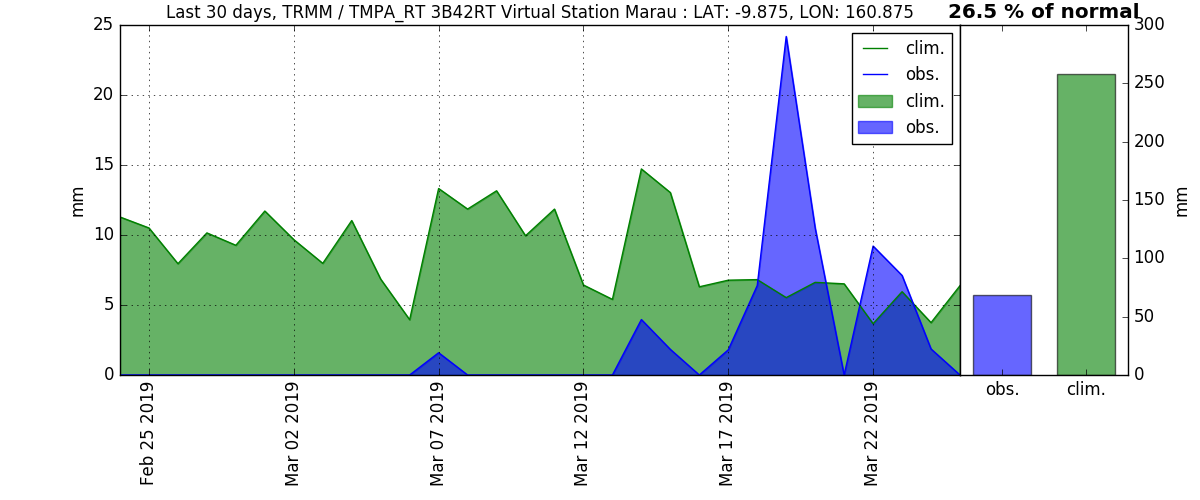 Last 30 days, TRMM / TMPA_RT 3B42RT Virtual Station Marau : LAT: -9.875, LON: 160.875
26.5 % of normal
25
20
15
10
5
0
mm
clim.
obs.
clim.
obs.
Feb 25 2019
Mar 02 2019
Mar 07 2019
Mar 12 2019
Mar 17 2019
Mar 22 2019
300
250
200
150
100
50
0
mm
obs.
clim.